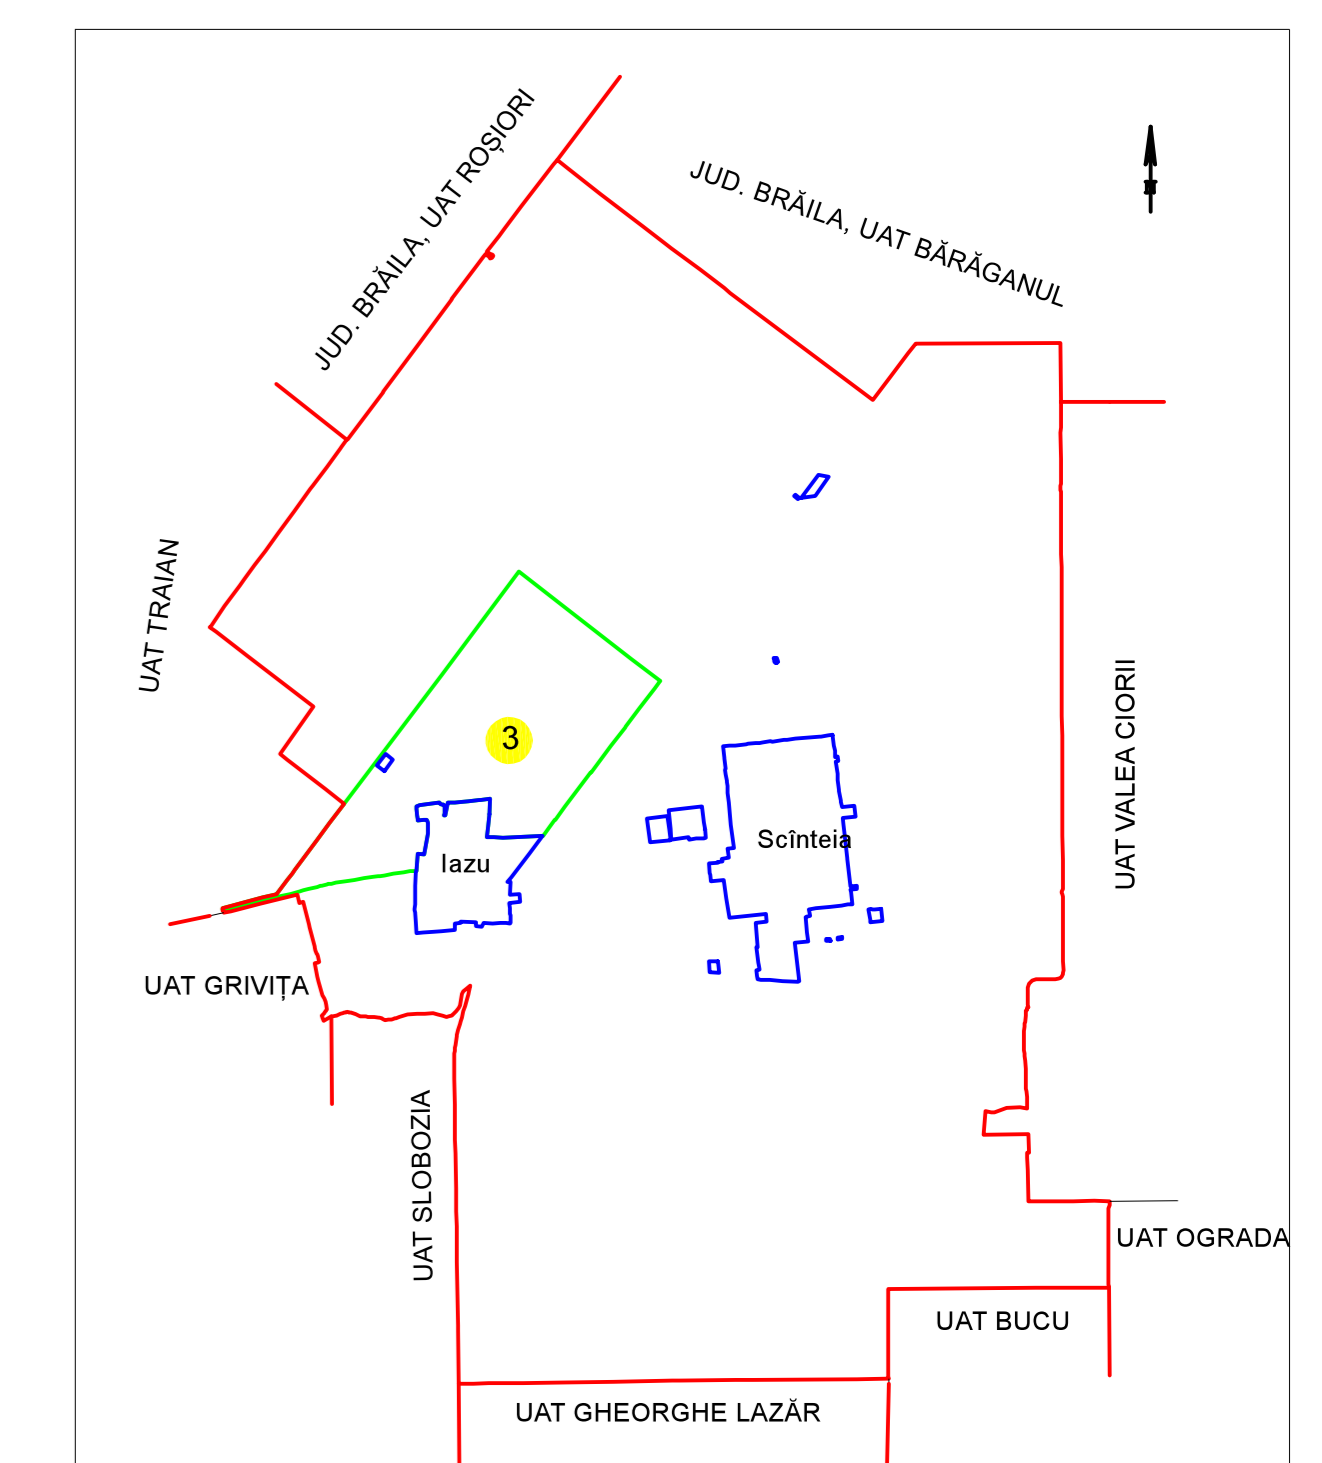 JUD. BRĂILA, UAT ROȘIORI
JUD. BRĂILA, UAT BĂRĂGANUL
UAT TRAIAN
3
UAT VALEA CIORII
Scînteia
Iazu
UAT GRIVIȚA
UAT SLOBOZIA
UAT OGRADA
UAT BUCU
UAT GHEORGHE LAZĂR